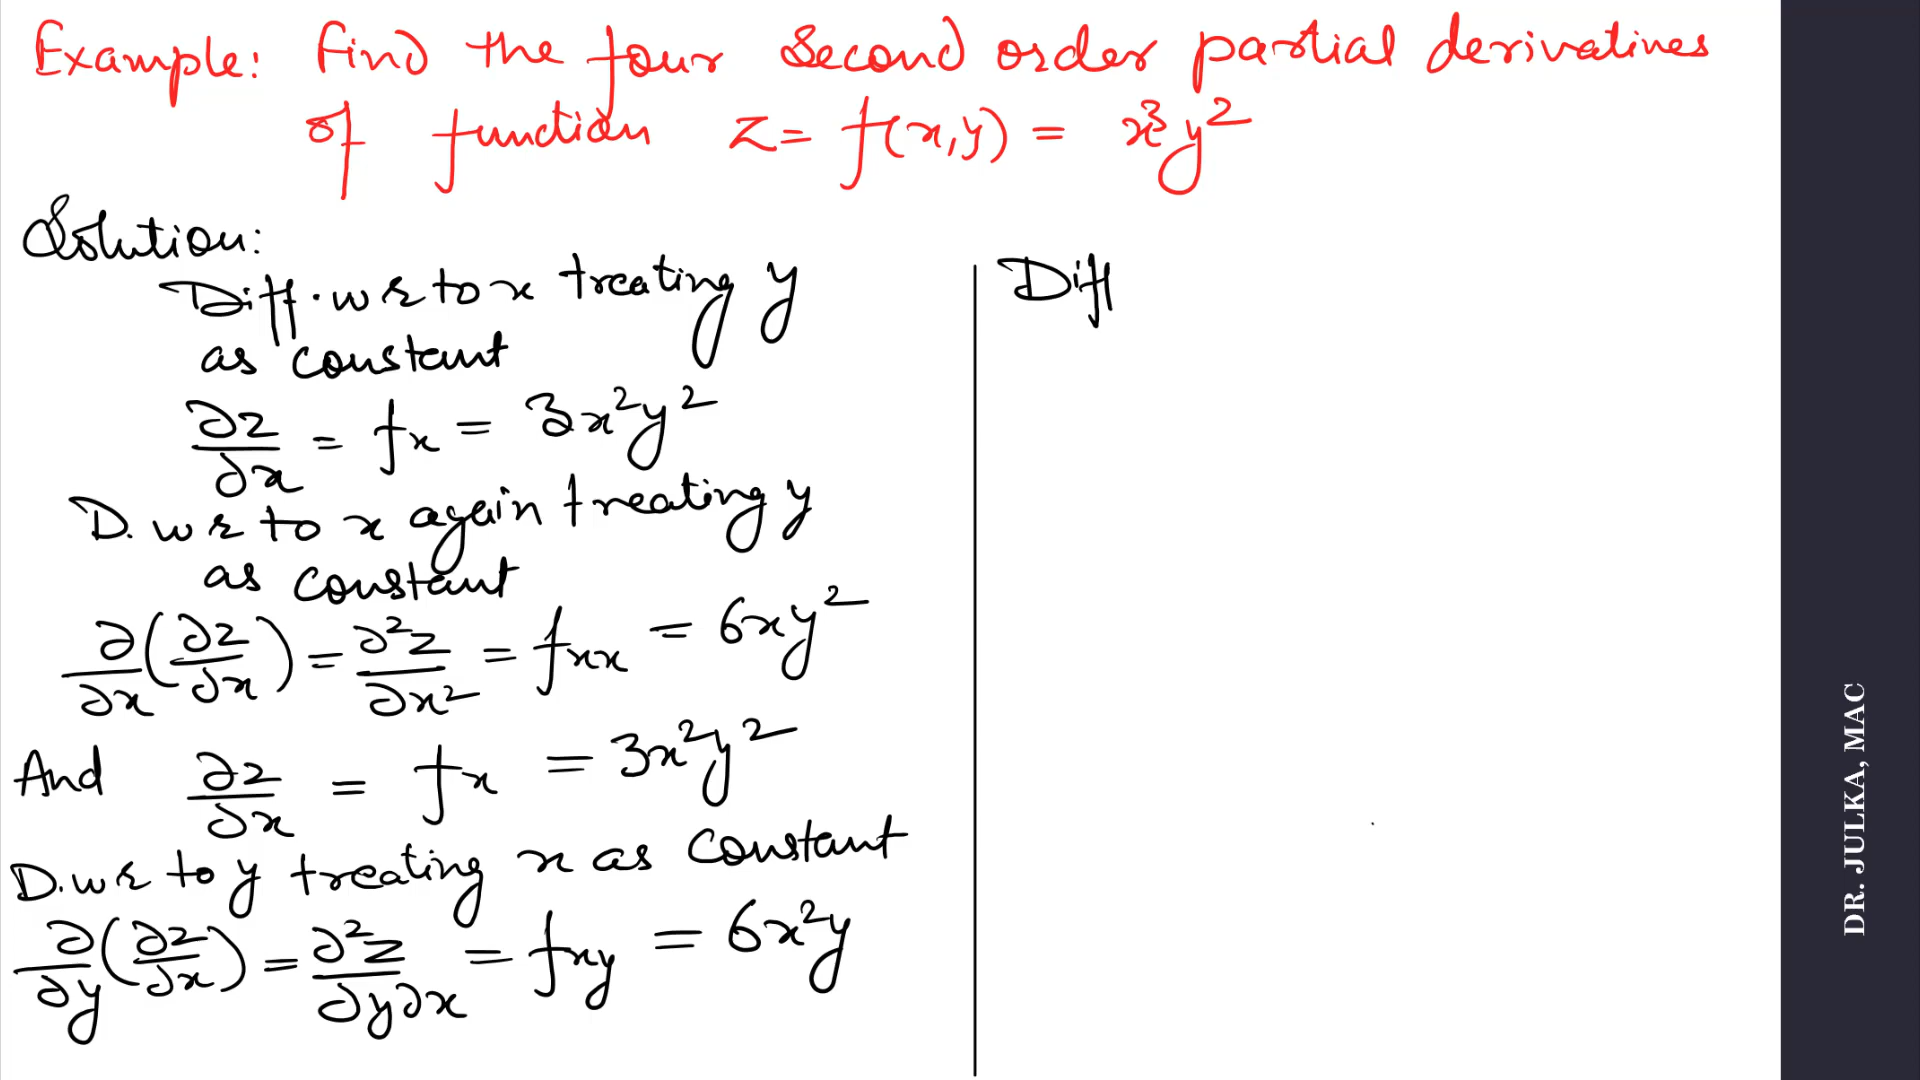 Example: Find the four Second order partial derivatives
of function z = f(x,y) = x³y²
Solution:
Diff. w r to x treating y
as constant
∂z/∂x = fx = 3x²y²
D. w r to x again treating y
as constant
∂/∂x(∂z/∂x) = ∂²z/∂x² = fxx = 6xy²
And ∂z/∂x = fx = 3x²y²
D. w r to y treating x as constant
∂/∂y(∂z/∂x) = ∂²z/∂y∂x = fxy = 6x²y
Diff
DR. JULKA, MAC